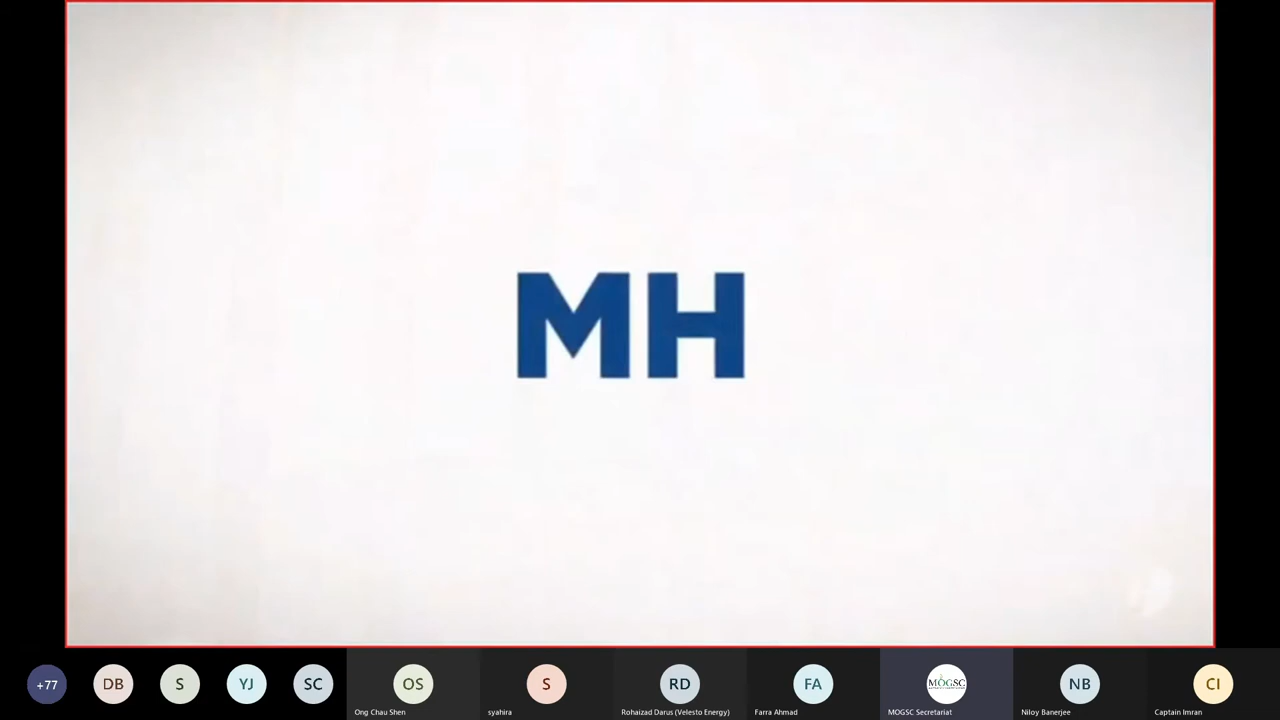 MH
+77
DB
S
YJ
SC
OS
Ong Chau Shen
S
syahira
RD
Rohaizad Darus (Velesto Energy)
FA
Farra Ahmad
MOGSC
MOGSC Secretariat
NB
Niloy Banerjee
CI
Captain Imran